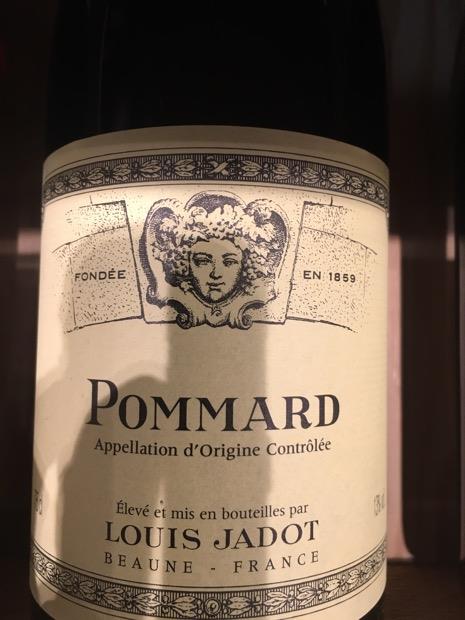 FONDÉE EN 1859
POMMARD
Appellation d'Origine Contrôlée
Élevé et mis en bouteilles par
LOUIS JADOT
BEAUNE - FRANCE